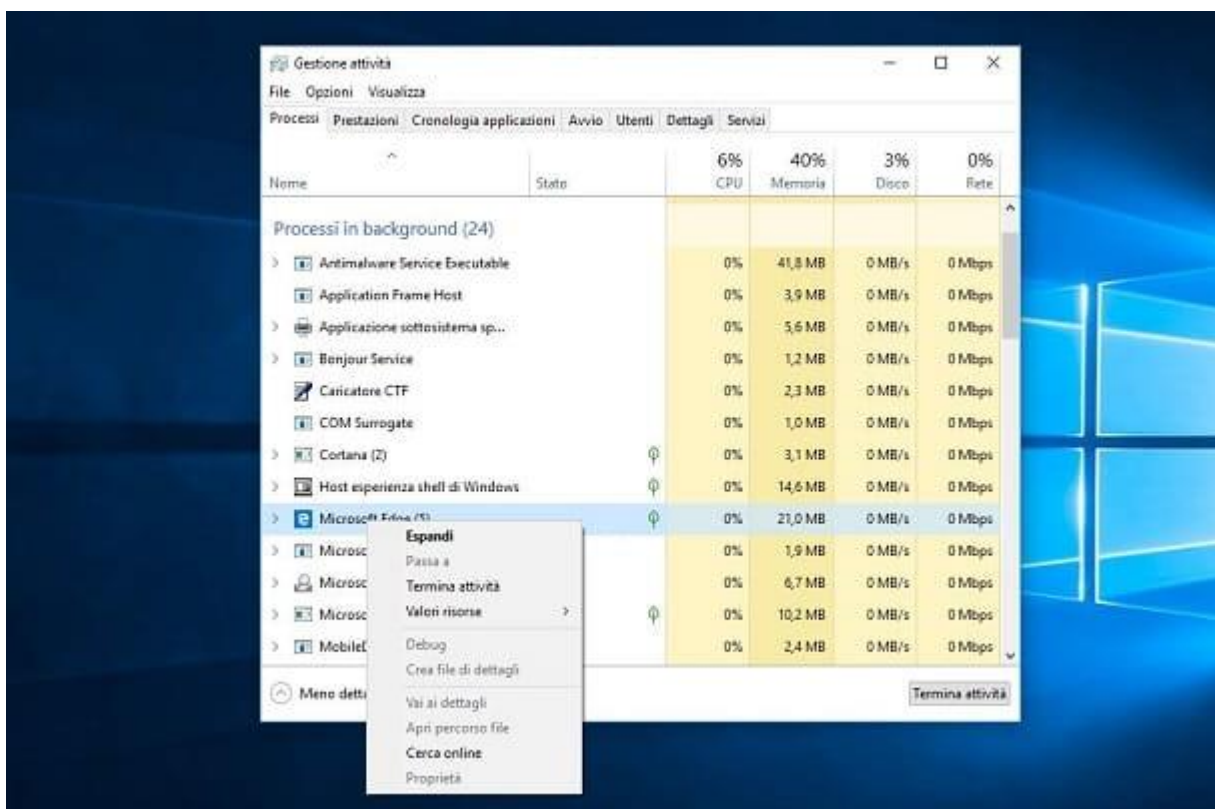 Gestione attività
File Opzioni Visualizza
Processi Prestazioni Cronologia applicazioni Avvio Utenti Dettagli Servizi
6% 40% 3% 0%
Nome Stato CPU Memoria Disco Rete
Processi in background (24)
Antimalware Service Executable 0% 41,8 MB 0 MB/s 0 Mbps
Application Frame Host 0% 3,9 MB 0 MB/s 0 Mbps
Applicazione sottosistema sp... 0% 5,6 MB 0 MB/s 0 Mbps
Bonjour Service 0% 1,2 MB 0 MB/s 0 Mbps
Caricatore CTF 0% 2,3 MB 0 MB/s 0 Mbps
COM Surrogate 0% 1,0 MB 0 MB/s 0 Mbps
Cortana (2) 0% 3,1 MB 0 MB/s 0 Mbps
Host esperienza shell di Windows 0% 14,6 MB 0 MB/s 0 Mbps
Microsoft Edge (5) 0% 21,0 MB 0 MB/s 0 Mbps
Microsc 0% 1,9 MB 0 MB/s 0 Mbps
Microsc 0% 6,7 MB 0 MB/s 0 Mbps
Microsc 0% 10,2 MB 0 MB/s 0 Mbps
MobileD 0% 2,4 MB 0 MB/s 0 Mbps
Meno detta
Termina attività
Espandi
Passa a
Termina attività
Valori risorse
Debug
Crea file di dettagli
Vai ai dettagli
Apri percorso file
Cerca online
Proprietà